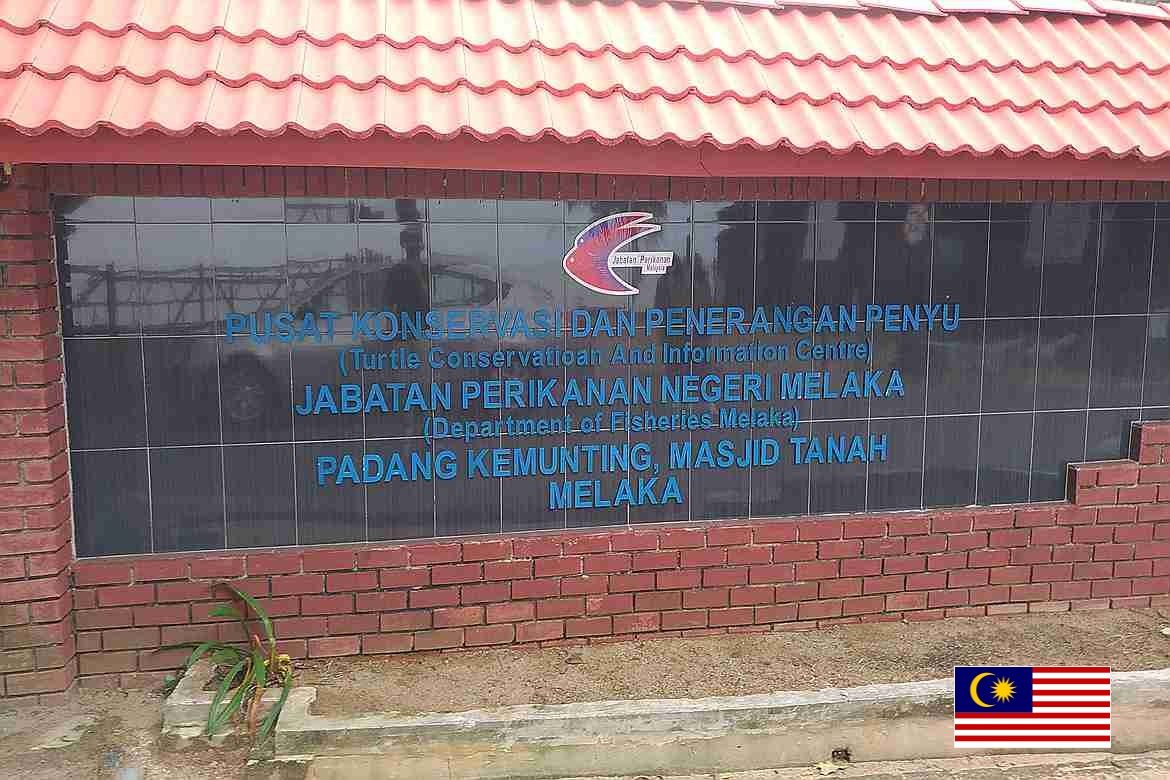 Jabatan Perikanan
Malaysia
PUSAT KONSERVASI DAN PENERANGAN PENYU
(Turtle Conservatioan And Information Centre)
JABATAN PERIKANAN NEGERI MELAKA
(Department of Fisheries Melaka)
PADANG KEMUNTING, MASJID TANAH
MELAKA